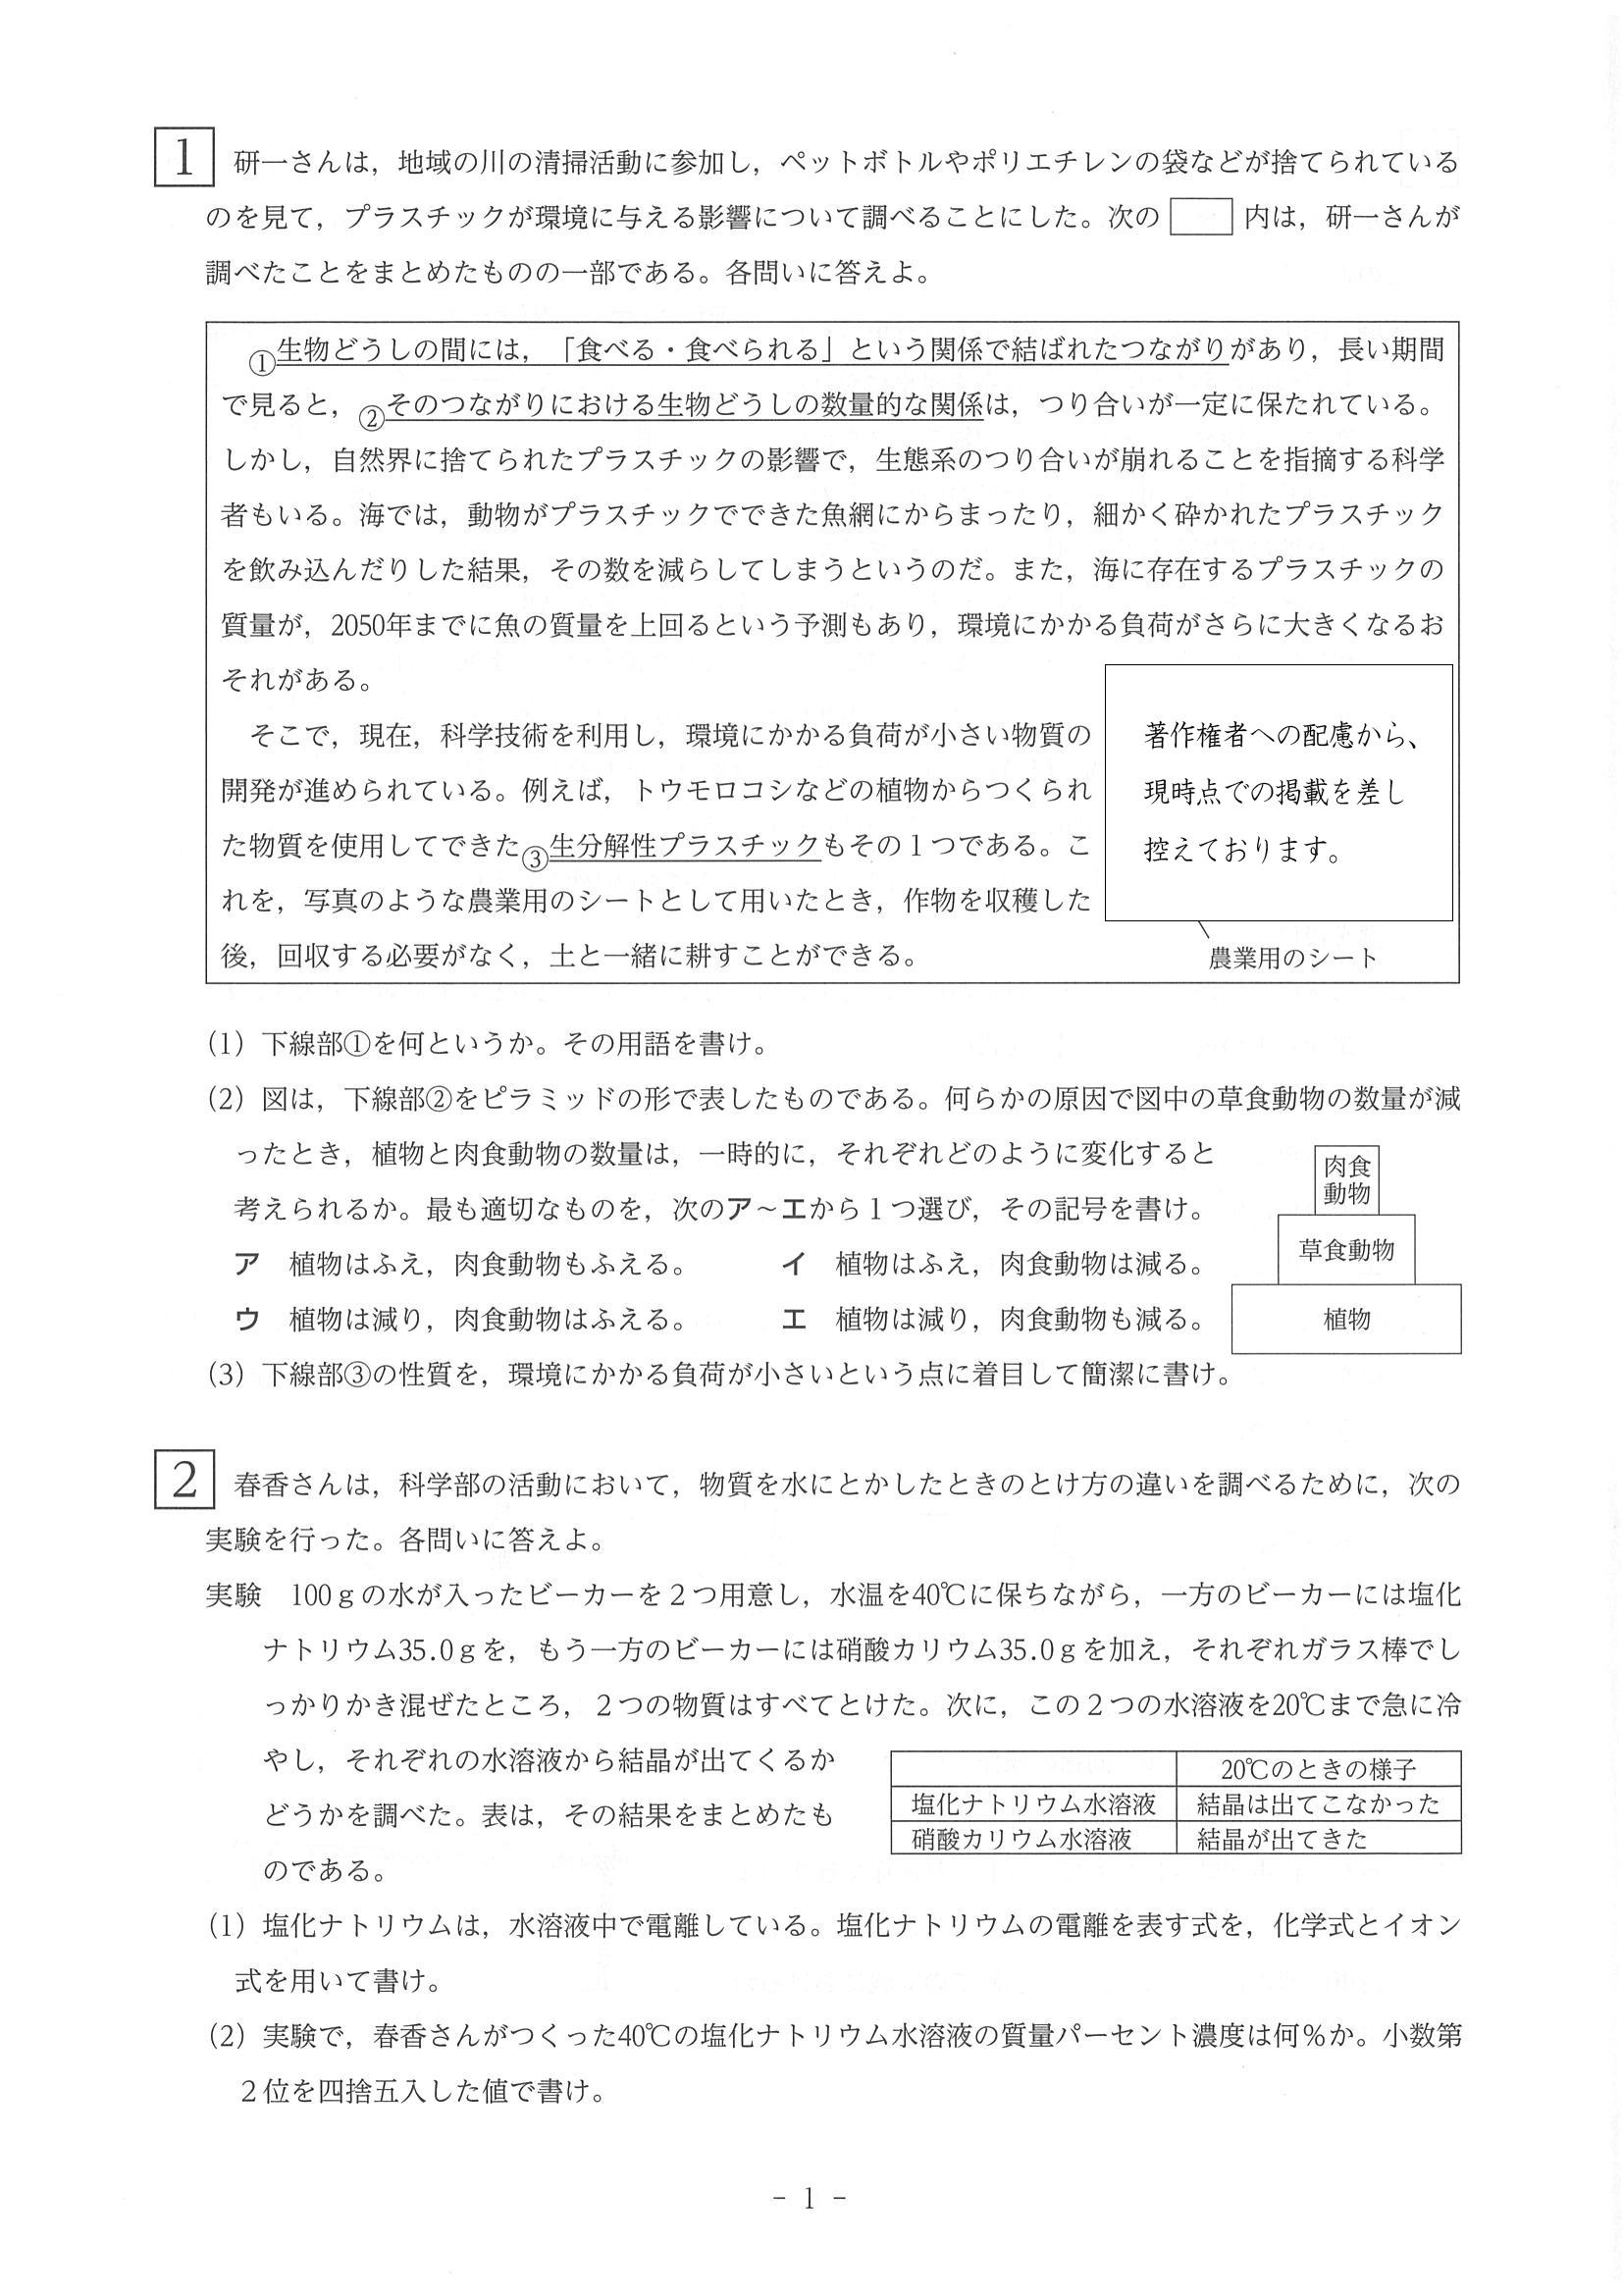 1 研一さんは，地域の川の清掃活動に参加し，ペットボトルやポリエチレンの袋などが捨てられている
のを見て，プラスチックが環境に与える影響について調べることにした。次の 内は，研一さんが
調べたことをまとめたものの一部である。各問いに答えよ。
①生物どうしの間には，「食べる・食べられる」という関係で結ばれたつながりがあり，長い期間
で見ると，②そのつながりにおける生物どうしの数量的な関係は，つり合いが一定に保たれている。
しかし，自然界に捨てられたプラスチックの影響で，生態系のつり合いが崩れることを指摘する科学
者もいる。海では，動物がプラスチックでできた魚網にからまったり，細かく砕かれたプラスチック
を飲み込んだりした結果，その数を減らしてしまうというのだ。また，海に存在するプラスチックの
質量が，2050年までに魚の質量を上回るという予測もあり，環境にかかる負荷がさらに大きくなるお
それがある。
そこで，現在，科学技術を利用し，環境にかかる負荷が小さい物質の
開発が進められている。例えば，トウモロコシなどの植物からつくられ
た物質を使用してできた③生分解性プラスチックもその１つである。こ
れを，写真のような農業用のシートとして用いたとき，作物を収穫した
後，回収する必要がなく，土と一緒に耕すことができる。
著作権者への配慮から、
現時点での掲載を差し
控えております。
農業用のシート
(1) 下線部①を何というか。その用語を書け。
(2) 図は，下線部②をピラミッドの形で表したものである。何らかの原因で図中の草食動物の数量が減
ったとき，植物と肉食動物の数量は，一時的に，それぞれどのように変化すると
考えられるか。最も適切なものを，次のア～エから１つ選び，その記号を書け。
ア 植物はふえ，肉食動物もふえる。 イ 植物はふえ，肉食動物は減る。
ウ 植物は減り，肉食動物はふえる。 エ 植物は減り，肉食動物も減る。
肉食
動物
草食動物
植物
(3) 下線部③の性質を，環境にかかる負荷が小さいという点に着目して簡潔に書け。
2 春香さんは，科学部の活動において，物質を水にとかしたときのとけ方の違いを調べるために，次の
実験を行った。各問いに答えよ。
実験 100ｇの水が入ったビーカーを２つ用意し，水温を40℃に保ちながら，一方のビーカーには塩化
ナトリウム35.0ｇを，もう一方のビーカーには硝酸カリウム35.0ｇを加え，それぞれガラス棒でし
っかりかき混ぜたところ，２つの物質はすべてとけた。次に，この２つの水溶液を20℃まで急に冷
やし，それぞれの水溶液から結晶が出てくるか
どうかを調べた。表は，その結果をまとめたも
のである。
20℃のときの様子
塩化ナトリウム水溶液 結晶は出てこなかった
硝酸カリウム水溶液 結晶が出てきた
(1) 塩化ナトリウムは，水溶液中で電離している。塩化ナトリウムの電離を表す式を，化学式とイオン
式を用いて書け。
(2) 実験で，春香さんがつくった40℃の塩化ナトリウム水溶液の質量パーセント濃度は何％か。小数第
２位を四捨五入した値で書け。
- 1 -